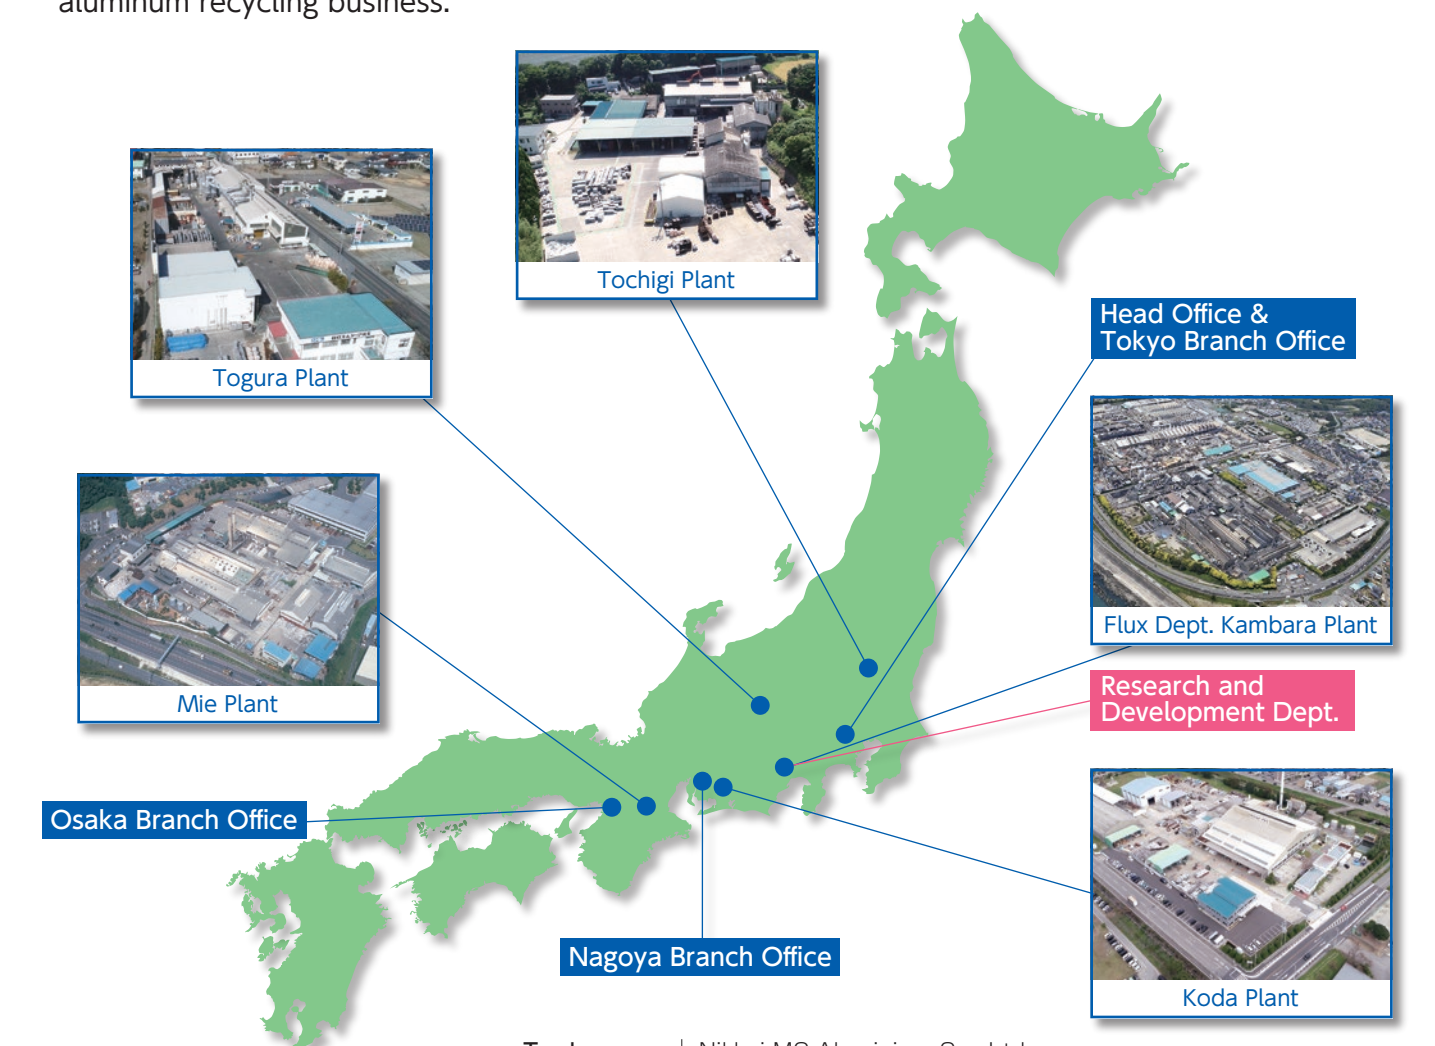 aluminum recycling business.
Tochigi Plant
Togura Plant
Head Office &
Tokyo Branch Office
Flux Dept. Kambara Plant
Mie Plant
Research and
Development Dept.
Osaka Branch Office
Nagoya Branch Office
Koda Plant